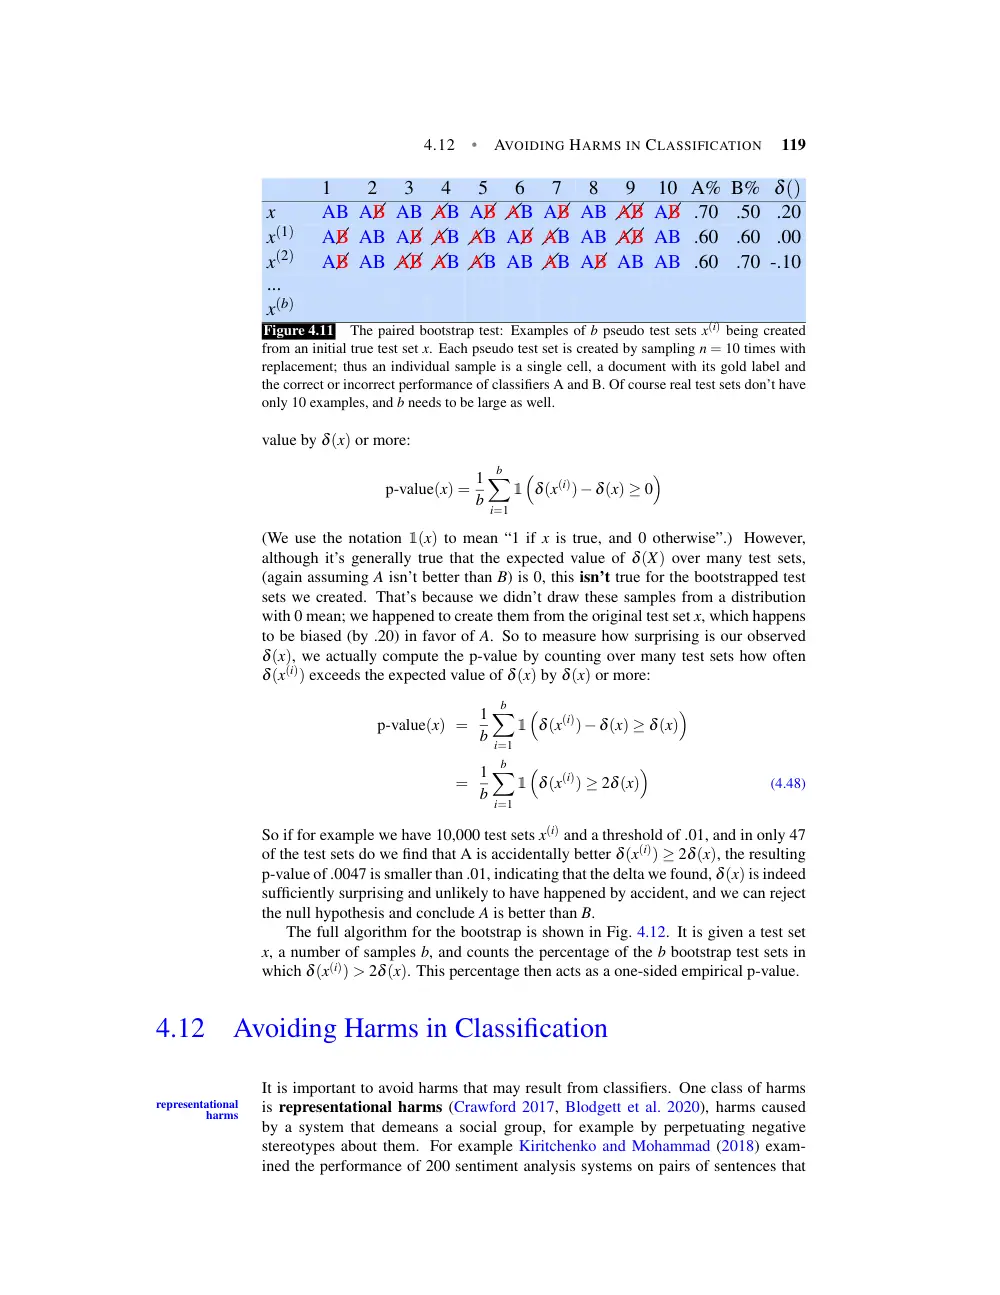 4.12 • AVOIDING HARMS IN CLASSIFICATION 119
1 2 3 4 5 6 7 8 9 10 A% B% δ()
x AB AB̸ AB A̸B AB̸ A̸B AB̸ AB A̸B̸ AB̸ .70 .50 .20
x(1) AB̸ AB AB̸ A̸B A̸B AB̸ A̸B AB A̸B̸ AB .60 .60 .00
x(2) AB̸ AB A̸B̸ A̸B A̸B AB A̸B AB̸ AB AB .60 .70 -.10
...
x(b)
Figure 4.11 The paired bootstrap test: Examples of b pseudo test sets x(i) being created
from an initial true test set x. Each pseudo test set is created by sampling n = 10 times with
replacement; thus an individual sample is a single cell, a document with its gold label and
the correct or incorrect performance of classifiers A and B. Of course real test sets don't have
only 10 examples, and b needs to be large as well.
value by δ(x) or more:
p-value(x) = 1/b ∑_{i=1}^{b} 𝟙(δ(x(i)) − δ(x) ≥ 0)
(We use the notation 𝟙(x) to mean “1 if x is true, and 0 otherwise”.) However,
although it's generally true that the expected value of δ(X) over many test sets,
(again assuming A isn't better than B) is 0, this isn't true for the bootstrapped test
sets we created. That's because we didn't draw these samples from a distribution
with 0 mean; we happened to create them from the original test set x, which happens
to be biased (by .20) in favor of A. So to measure how surprising is our observed
δ(x), we actually compute the p-value by counting over many test sets how often
δ(x(i)) exceeds the expected value of δ(x) by δ(x) or more:
p-value(x) = 1/b ∑_{i=1}^{b} 𝟙(δ(x(i)) − δ(x) ≥ δ(x))
= 1/b ∑_{i=1}^{b} 𝟙(δ(x(i)) ≥ 2δ(x)) (4.48)
So if for example we have 10,000 test sets x(i) and a threshold of .01, and in only 47
of the test sets do we find that A is accidentally better δ(x(i)) ≥ 2δ(x), the resulting
p-value of .0047 is smaller than .01, indicating that the delta we found, δ(x) is indeed
sufficiently surprising and unlikely to have happened by accident, and we can reject
the null hypothesis and conclude A is better than B.
The full algorithm for the bootstrap is shown in Fig. 4.12. It is given a test set
x, a number of samples b, and counts the percentage of the b bootstrap test sets in
which δ(x(i)) > 2δ(x). This percentage then acts as a one-sided empirical p-value.
4.12 Avoiding Harms in Classification
It is important to avoid harms that may result from classifiers. One class of harms
representational
harms
is representational harms (Crawford 2017, Blodgett et al. 2020), harms caused
by a system that demeans a social group, for example by perpetuating negative
stereotypes about them. For example Kiritchenko and Mohammad (2018) exam-
ined the performance of 200 sentiment analysis systems on pairs of sentences that